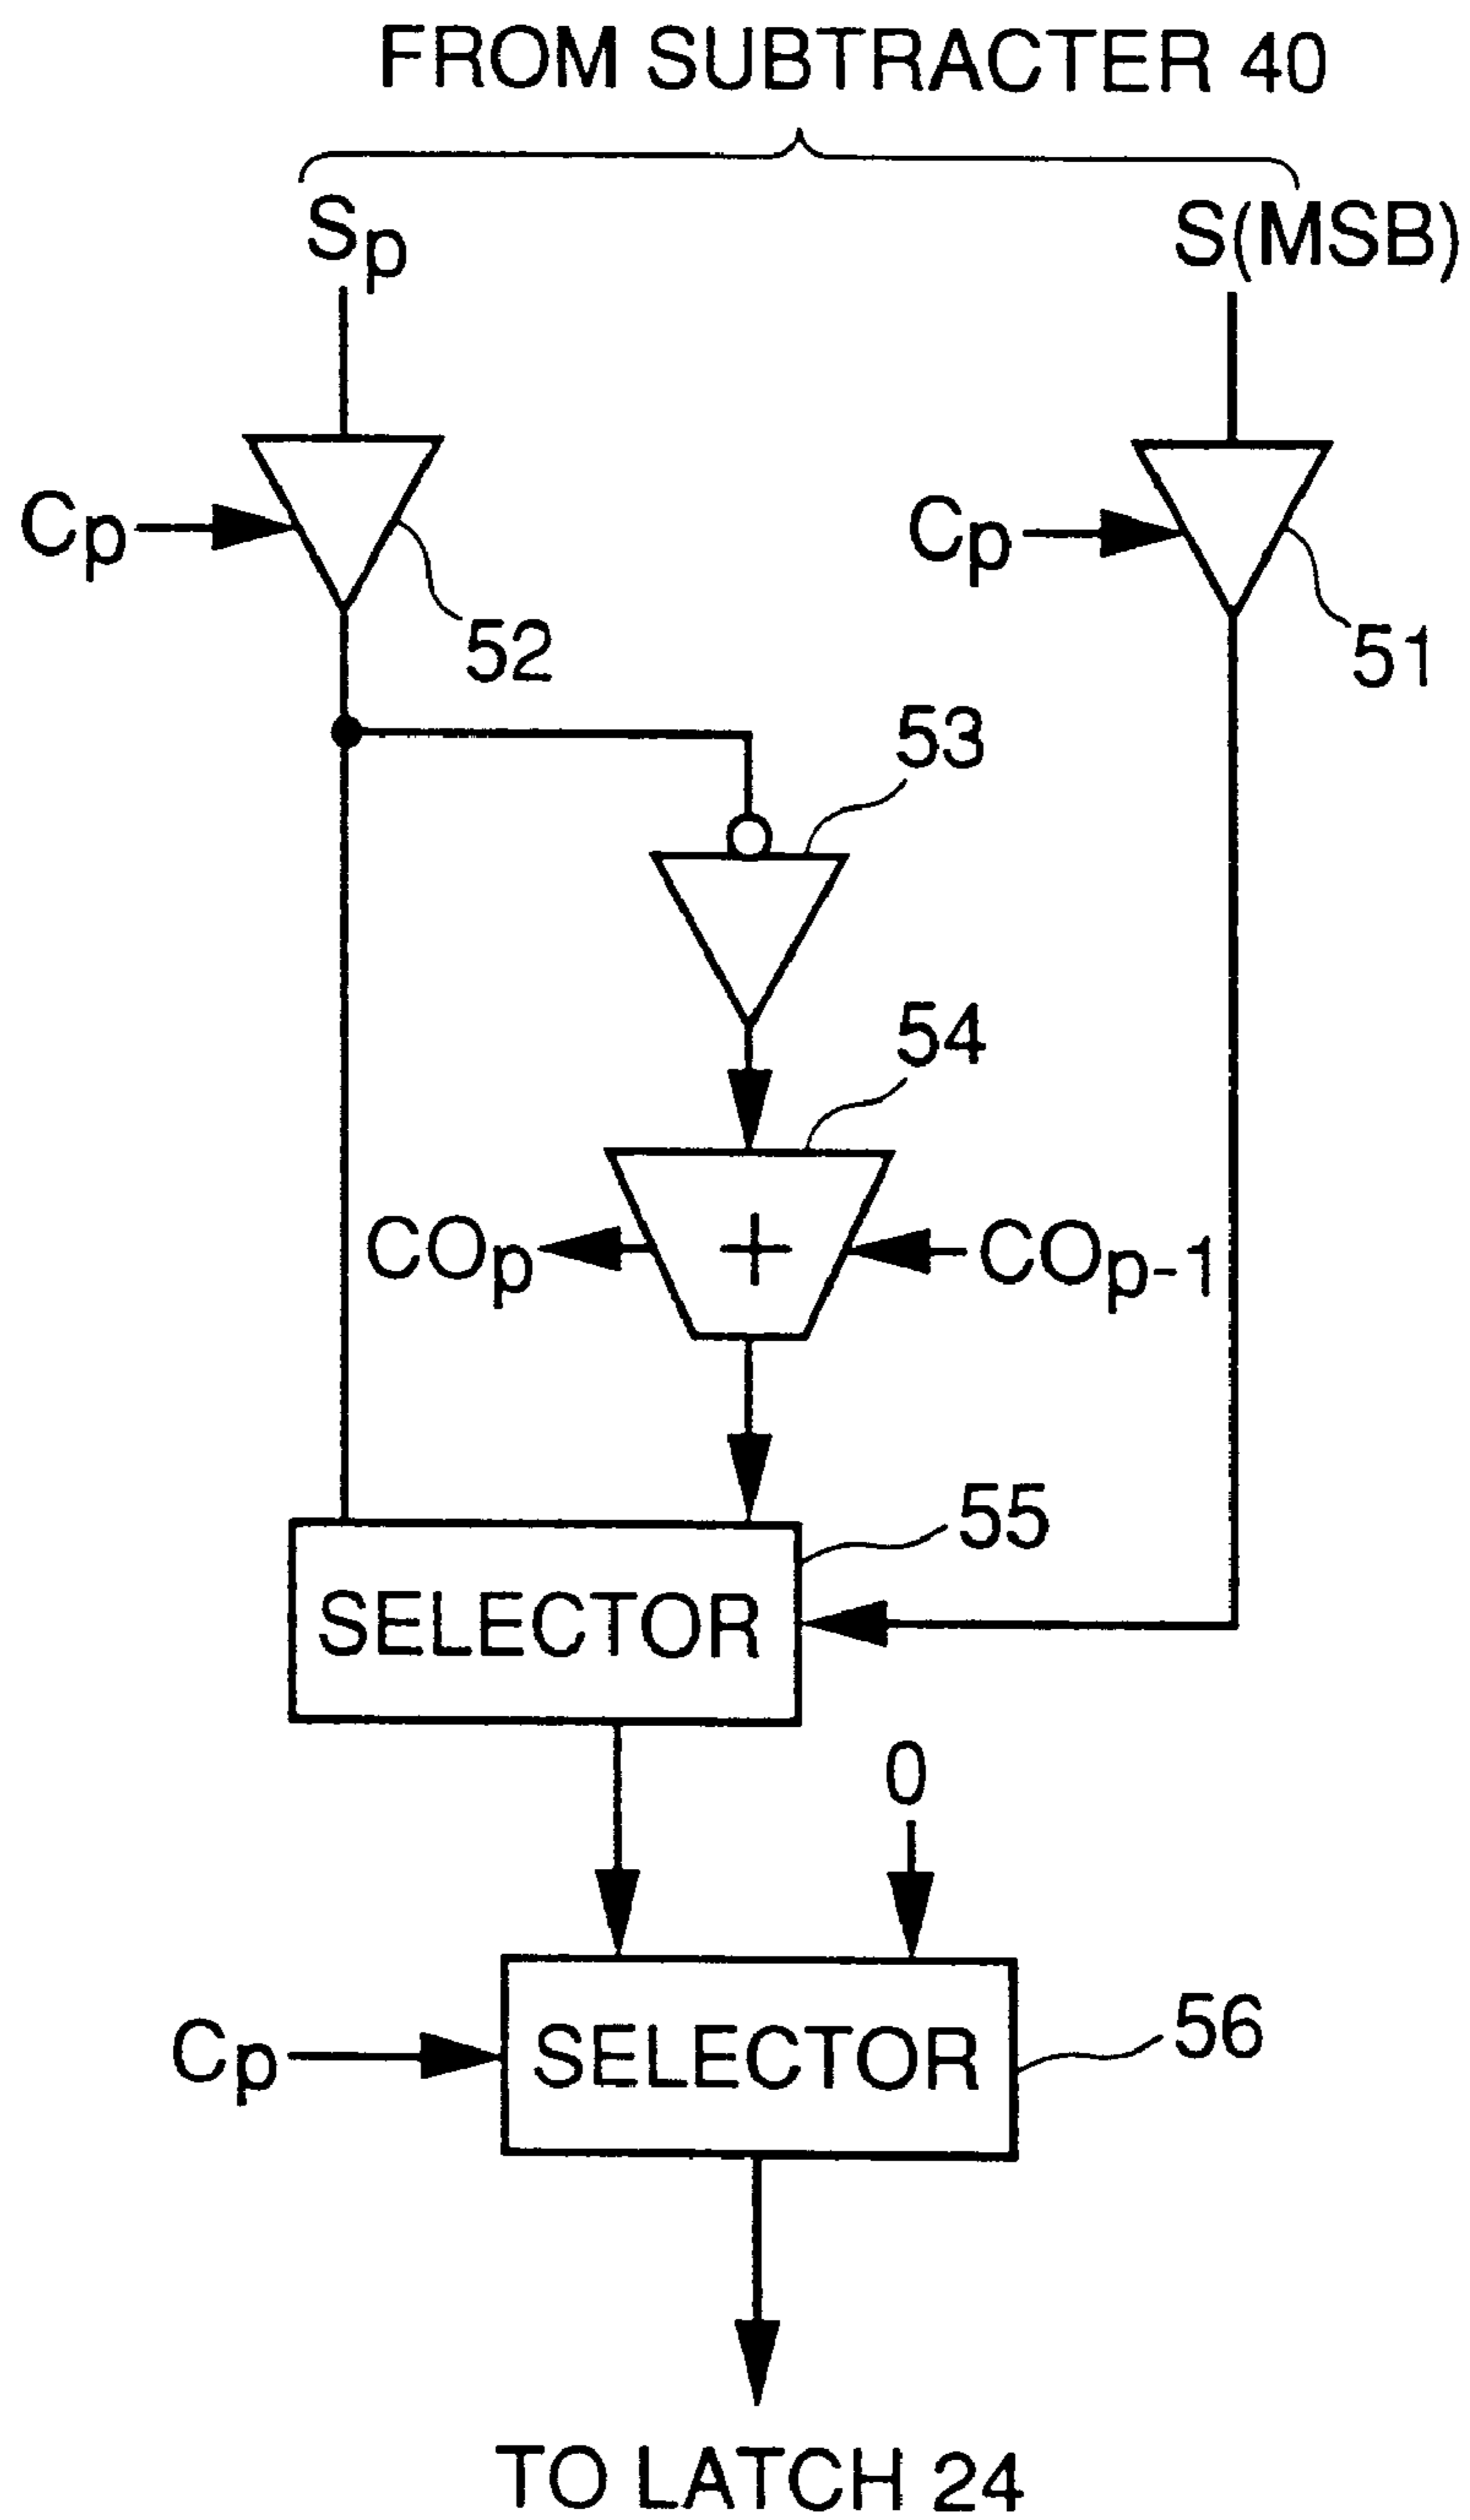 FROM SUBTRACTER 40
Sp S(MSB)
Cp Cp
52 51
53
54
COp + COp-1
55
SELECTOR
0
Cp SELECTOR 56
TO LATCH 24